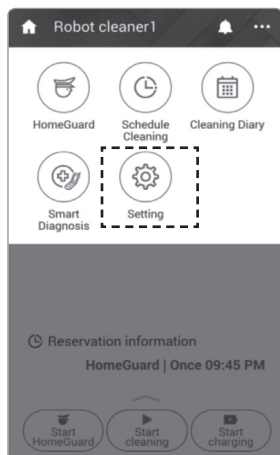 Robot cleaner1
HomeGuard
Schedule
Cleaning
Cleaning Diary
Smart
Diagnosis
Setting
Reservation information
HomeGuard | Once 09:45 PM
Start
HomeGuard
Start
cleaning
Start
charging